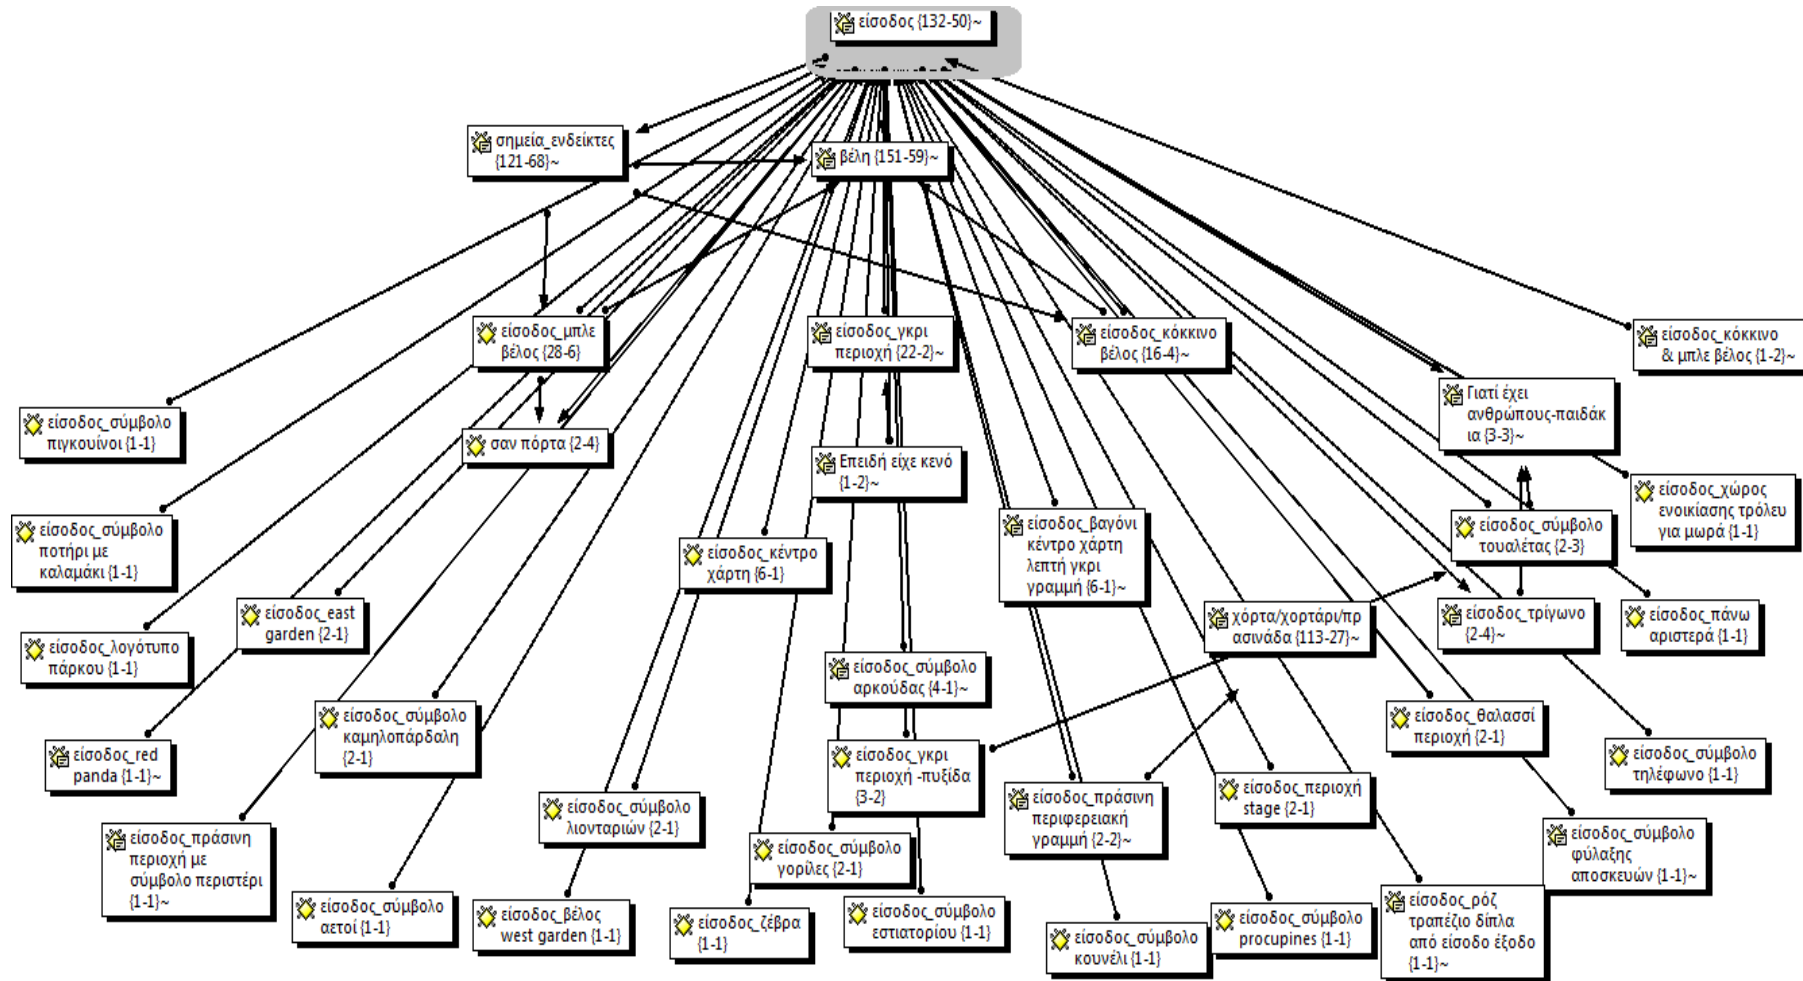 είσοδος {132-50}~
σημεία_ενδείκτες
{121-68}~
βέλη {151-59}~
είσοδος_μπλε
βέλος {28-6}
είσοδος_γκρι
περιοχή {22-2}~
είσοδος_κόκκινο
βέλος {16-4}~
είσοδος_κόκκινο
& μπλε βέλος {1-2}~
είσοδος_σύμβολο
πιγκουίνοι {1-1}
σαν πόρτα {2-4}
Επειδή είχε κενό
{1-2}~
Γιατί έχει
ανθρώπους-παιδάκ
ια {3-3}~
είσοδος_σύμβολο
ποτήρι με
καλαμάκι {1-1}
είσοδος_κέντρο
χάρτη {6-1}
είσοδος_βαγόνι
κέντρο χάρτη
λεπτή γκρι
γραμμή {6-1}~
είσοδος_σύμβολο
τουαλέτας {2-3}
είσοδος_χώρος
ενοικίασης τρόλευ
για μωρά {1-1}
είσοδος_east
garden {2-1}
είσοδος_λογότυπο
πάρκου {1-1}
χόρτα/χορτάρι/πρ
ασινάδα {113-27}~
είσοδος_τρίγωνο
{2-4}~
είσοδος_πάνω
αριστερά {1-1}
είσοδος_σύμβολο
αρκούδας {4-1}~
είσοδος_σύμβολο
καμηλοπάρδαλη
{2-1}
είσοδος_θαλασσί
περιοχή {2-1}
είσοδος_red
panda {1-1}~
είσοδος_γκρι
περιοχή -πυξίδα
{3-2}
είσοδος_σύμβολο
τηλέφωνο {1-1}
είσοδος_σύμβολο
λιονταριών {2-1}
είσοδος_πράσινη
περιφερειακή
γραμμή {2-2}~
είσοδος_περιοχή
stage {2-1}
είσοδος_πράσινη
περιοχή με
σύμβολο περιστέρι
{1-1}~
είσοδος_σύμβολο
γορίλες {2-1}
είσοδος_σύμβολο
φύλαξης
αποσκευών {1-1}~
είσοδος_σύμβολο
αετοί {1-1}
είσοδος_βέλος
west garden {1-1}
είσοδος_ζέβρα
{1-1}
είσοδος_σύμβολο
εστιατορίου {1-1}
είσοδος_σύμβολο
κουνέλι {1-1}
είσοδος_σύμβολο
procupines {1-1}
είσοδος_ρόζ
τραπέζιο δίπλα
από είσοδο έξοδο
{1-1}~